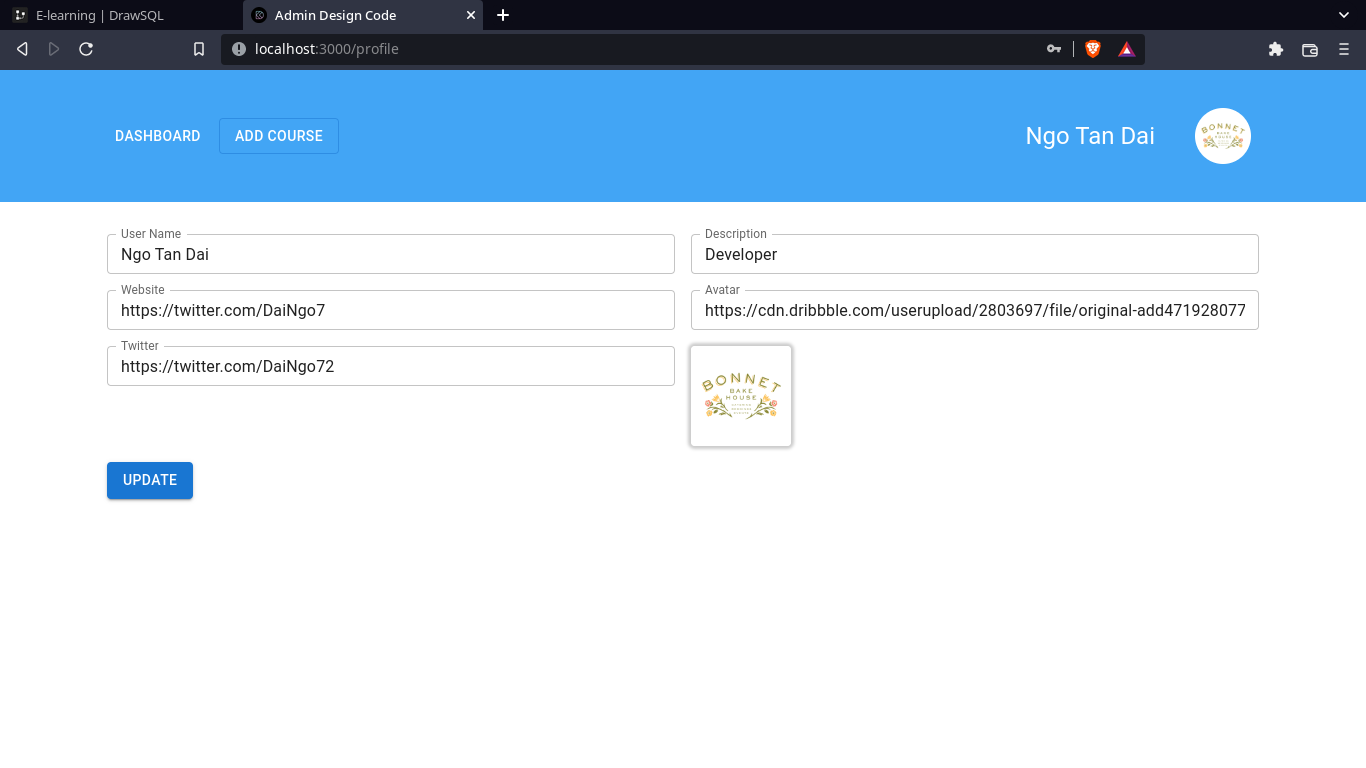 E-learning | DrawSQL
Admin Design Code
localhost:3000/profile
DASHBOARD
ADD COURSE
Ngo Tan Dai
BONNET
BAKE
HOUSE
User Name
Ngo Tan Dai
Description
Developer
Website
https://twitter.com/DaiNgo7
Avatar
https://cdn.dribbble.com/userupload/2803697/file/original-add471928077
Twitter
https://twitter.com/DaiNgo72
BONNET
BAKE
HOUSE
UPDATE